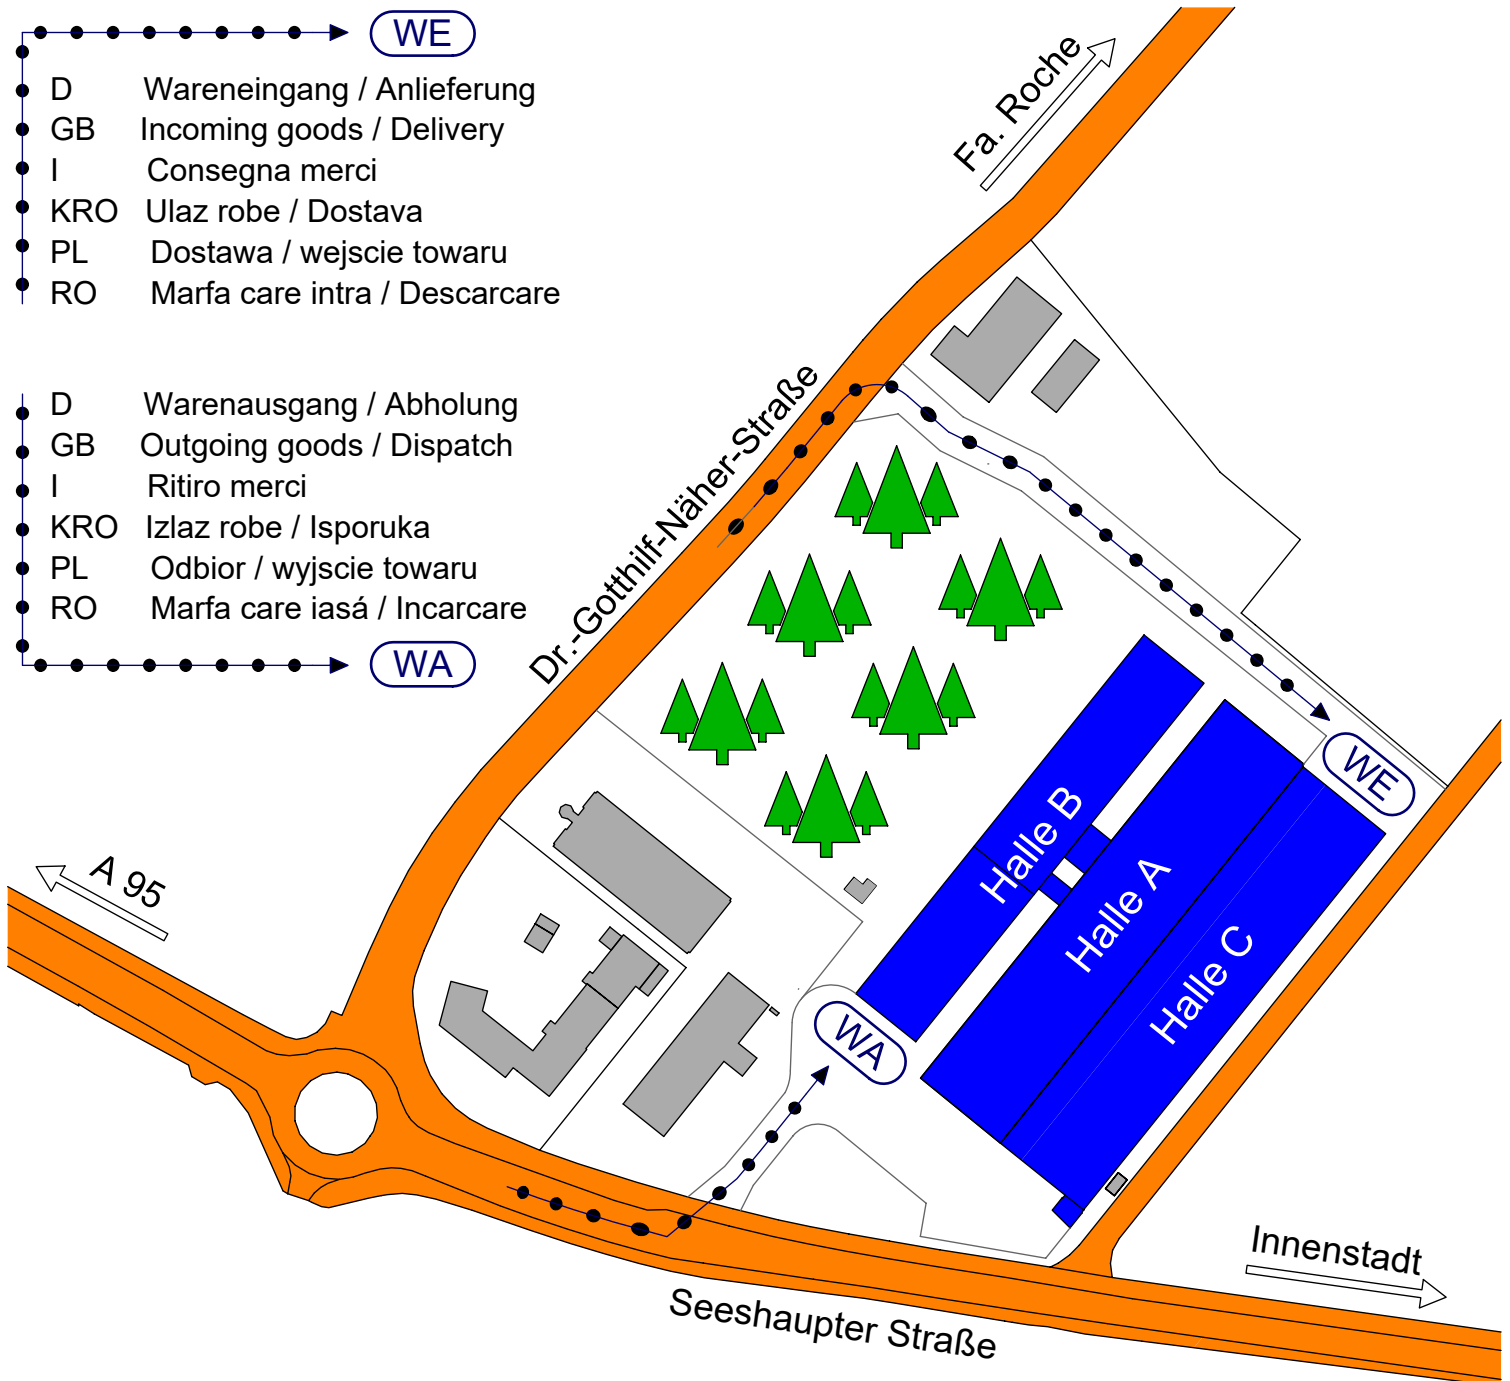 WE
D Wareneingang / Anlieferung
GB Incoming goods / Delivery
I Consegna merci
KRO Ulaz robe / Dostava
PL Dostawa / wejscie towaru
RO Marfa care intra / Descarcare
D Warenausgang / Abholung
GB Outgoing goods / Dispatch
I Ritiro merci
KRO Izlaz robe / Isporuka
PL Odbior / wyjscie towaru
RO Marfa care iasá / Incarcare
WA
Fa. Roche
Dr.-Gotthilf-Näher-Straße
A 95
WE
Halle B
Halle A
Halle C
WA
Innenstadt
Seeshaupter Straße